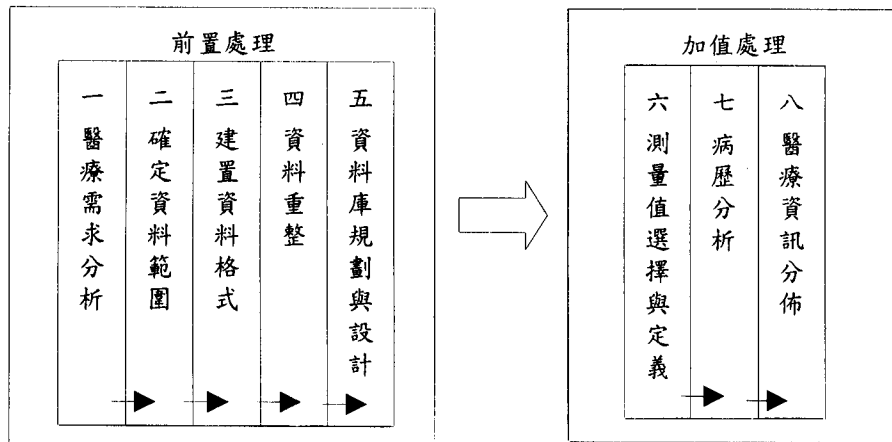 前置處理
一 醫療需求分析
二 確定資料範圍
三 建置資料格式
四 資料重整
五 資料庫規劃與設計
加值處理
六 測量值選擇與定義
七 病歷分析
八 醫療資訊分佈